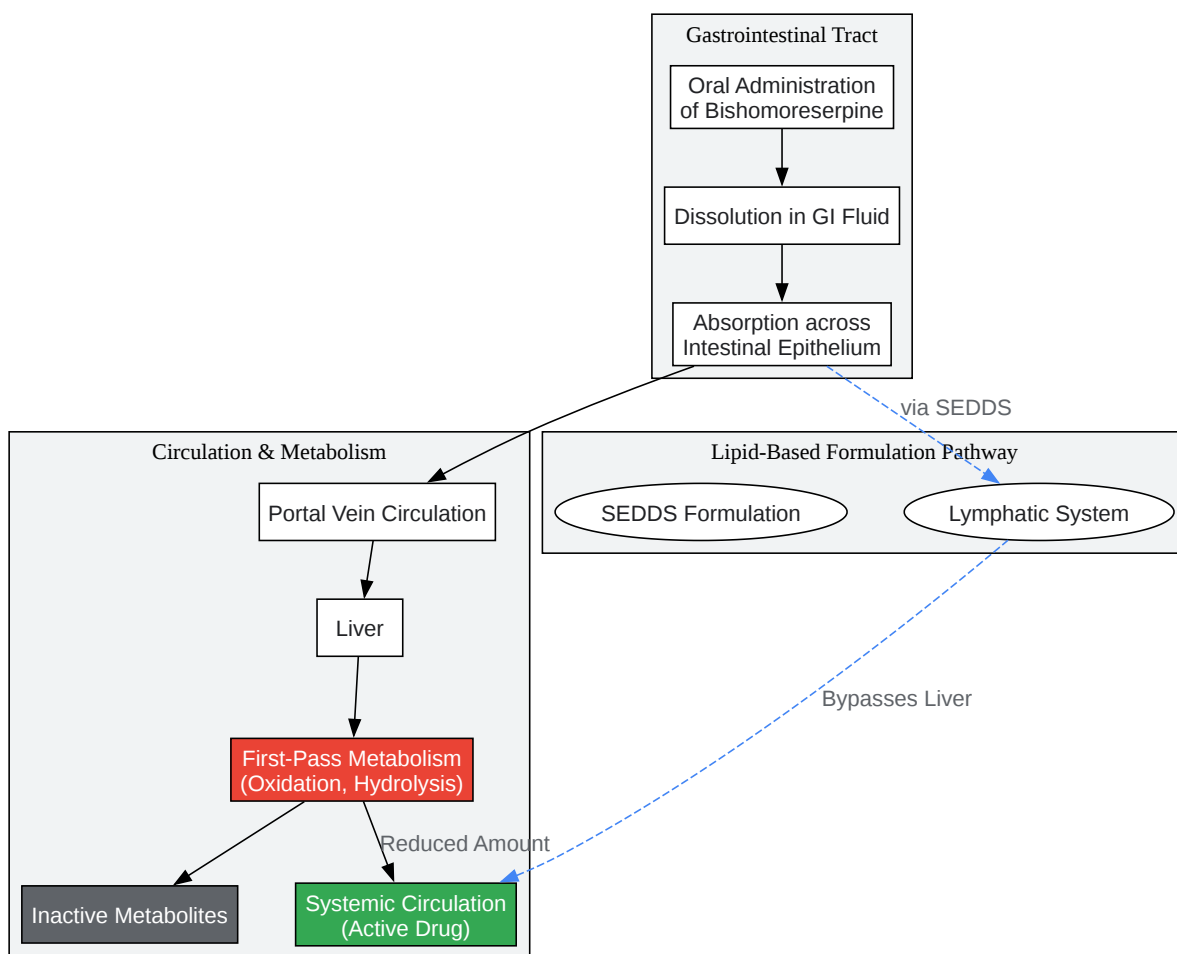 Gastrointestinal Tract
Oral Administration
of Bishomoreserpine
Dissolution in GI Fluid
Absorption across
Intestinal Epithelium
via SEDDS
Circulation & Metabolism
Lipid-Based Formulation Pathway
Portal Vein Circulation
SEDDS Formulation
Lymphatic System
Liver
Bypasses Liver
First-Pass Metabolism
(Oxidation, Hydrolysis)
Reduced Amount
Inactive Metabolites
Systemic Circulation
(Active Drug)